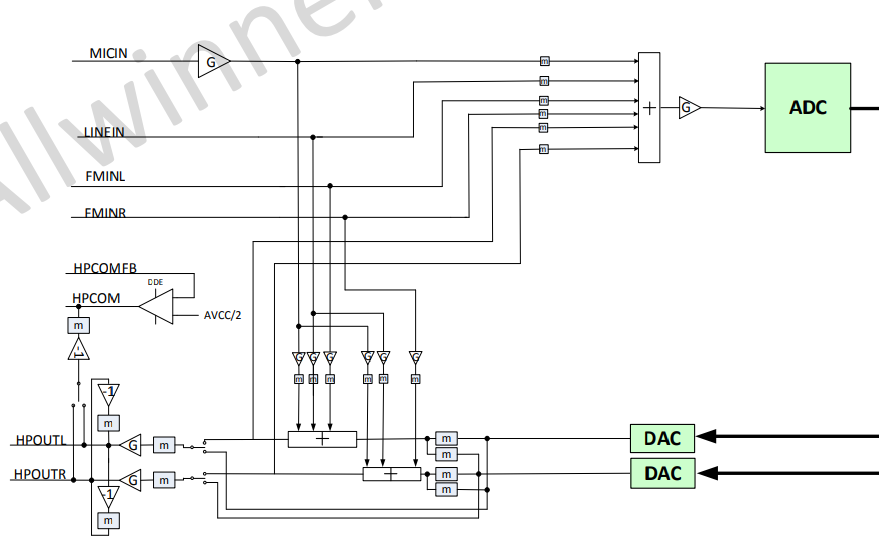 Allwinner
MICIN
G
m
LINEIN
m
+
G
ADC
FMINL
m
m
m
FMINR
m
HPCOMFB
DDE
HPCOM
AVCC/2
m
-1
G
G
G
G
G
G
m
m
m
m
m
m
-1
m
HPOUTL
G
m
+
m
DAC
m
HPOUTR
G
m
+
m
DAC
-1
m
m